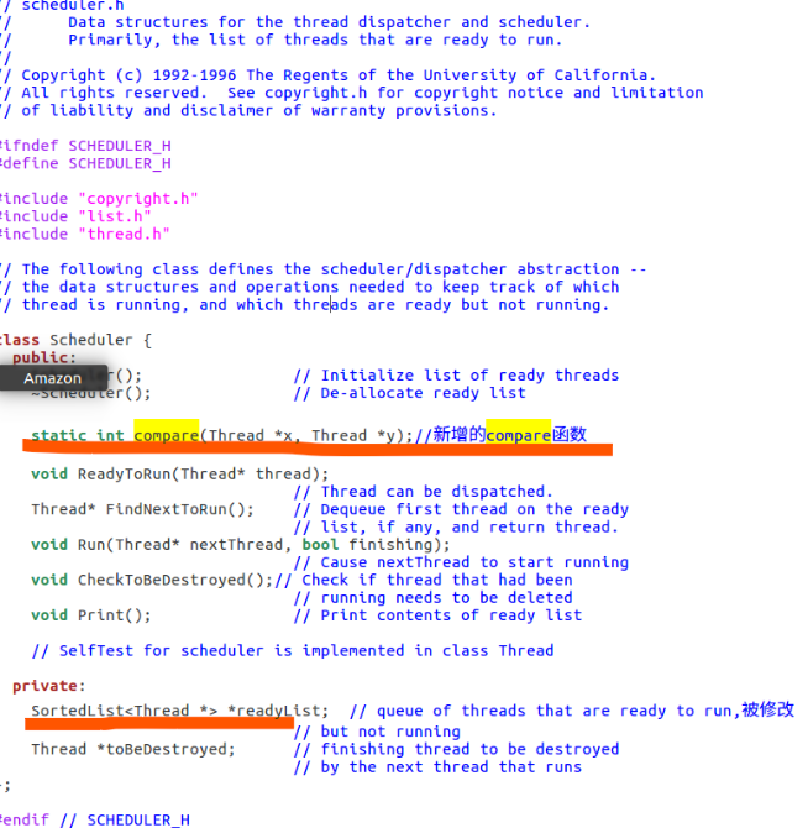 / scheduler.h
// Data structures for the thread dispatcher and scheduler.
// Primarily, the list of threads that are ready to run.
//
// Copyright (c) 1992-1996 The Regents of the University of California.
// All rights reserved. See copyright.h for copyright notice and limitation
// of liability and disclaimer of warranty provisions.
#ifndef SCHEDULER_H
#define SCHEDULER_H
#include "copyright.h"
#include "list.h"
#include "thread.h"
// The following class defines the scheduler/dispatcher abstraction --
// the data structures and operations needed to keep track of which
// thread is running, and which threads are ready but not running.
class Scheduler {
public:
Amazon
(); // Initialize list of ready threads
~Scheduler(); // De-allocate ready list
static int compare(Thread *x, Thread *y);//新增的compare函数
void ReadyToRun(Thread* thread);
// Thread can be dispatched.
Thread* FindNextToRun(); // Dequeue first thread on the ready
// list, if any, and return thread.
void Run(Thread* nextThread, bool finishing);
// Cause nextThread to start running
void CheckToBeDestroyed();// Check if thread that had been
// running needs to be deleted
void Print(); // Print contents of ready list
// SelfTest for scheduler is implemented in class Thread
private:
SortedList<Thread *> *readyList; // queue of threads that are ready to run,被修改
// but not running
Thread *toBeDestroyed; // finishing thread to be destroyed
// by the next thread that runs
};
#endif // SCHEDULER_H